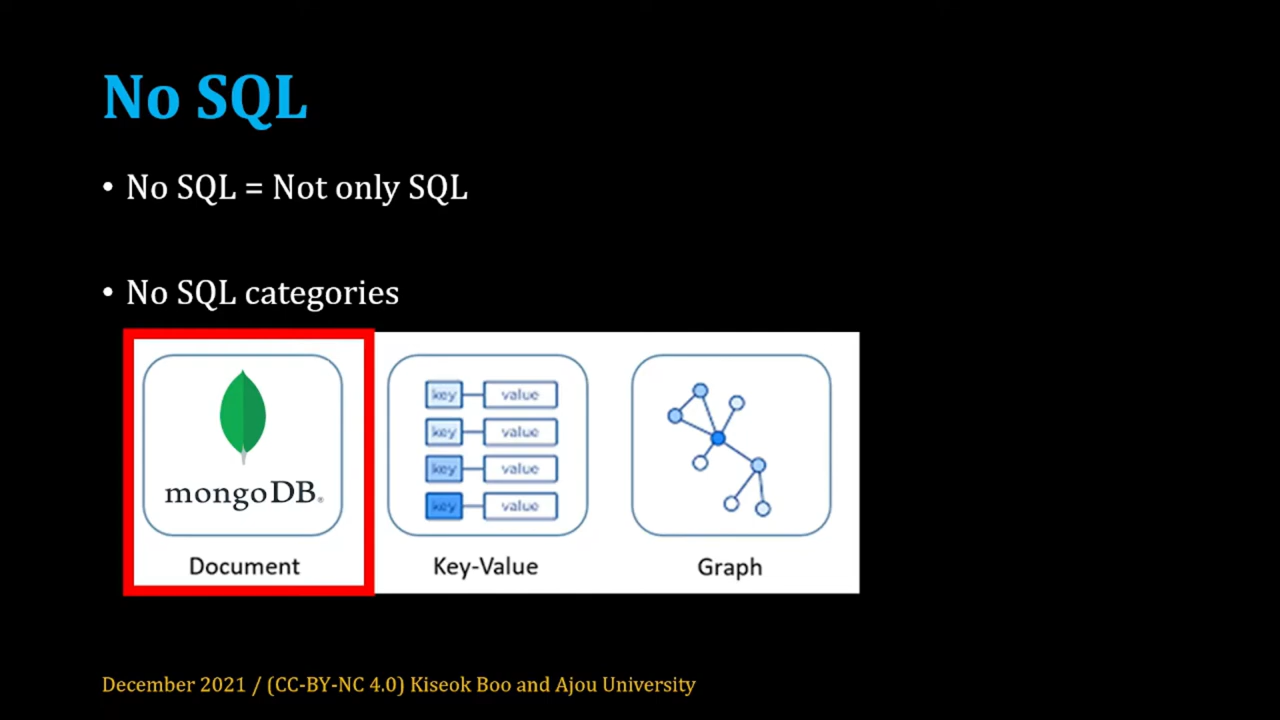 No SQL
• No SQL = Not only SQL
• No SQL categories
mongoDB®
Document
key value
key value
key value
key value
Key-Value
Graph
December 2021 / (CC-BY-NC 4.0) Kiseok Boo and Ajou University